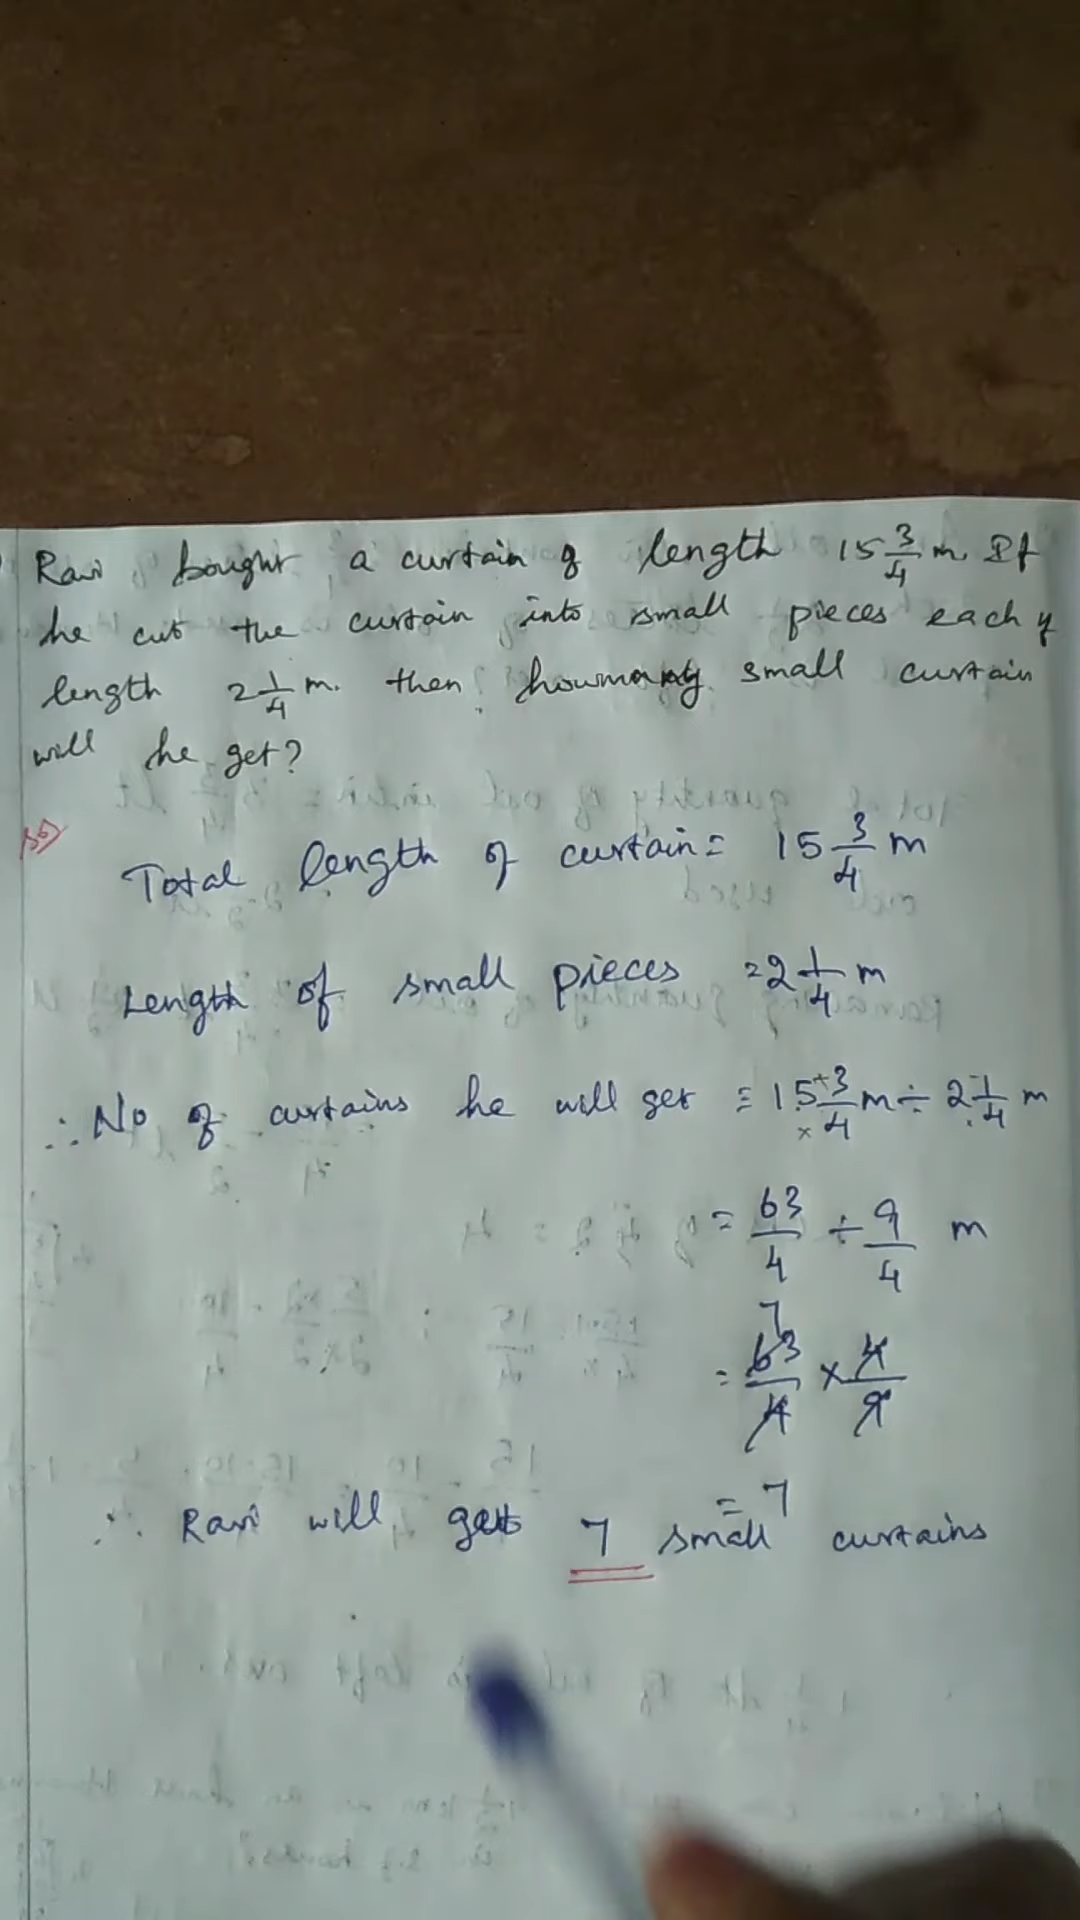 Ravi bought a curtain of length 15 3/4 m. If
he cut the curtain into small pieces each of
length 2 1/4 m. then howmany small curtain
will he get?
Sol
Total length of curtain = 15 3/4 m
Length of small pieces = 2 1/4 m
∴ No of curtains he will get = 15 3/4 m ÷ 2 1/4 m
= 63/4 ÷ 9/4 m
7
= 63/4 × 4/9
= 7
∴ Ravi will get 7 small curtains